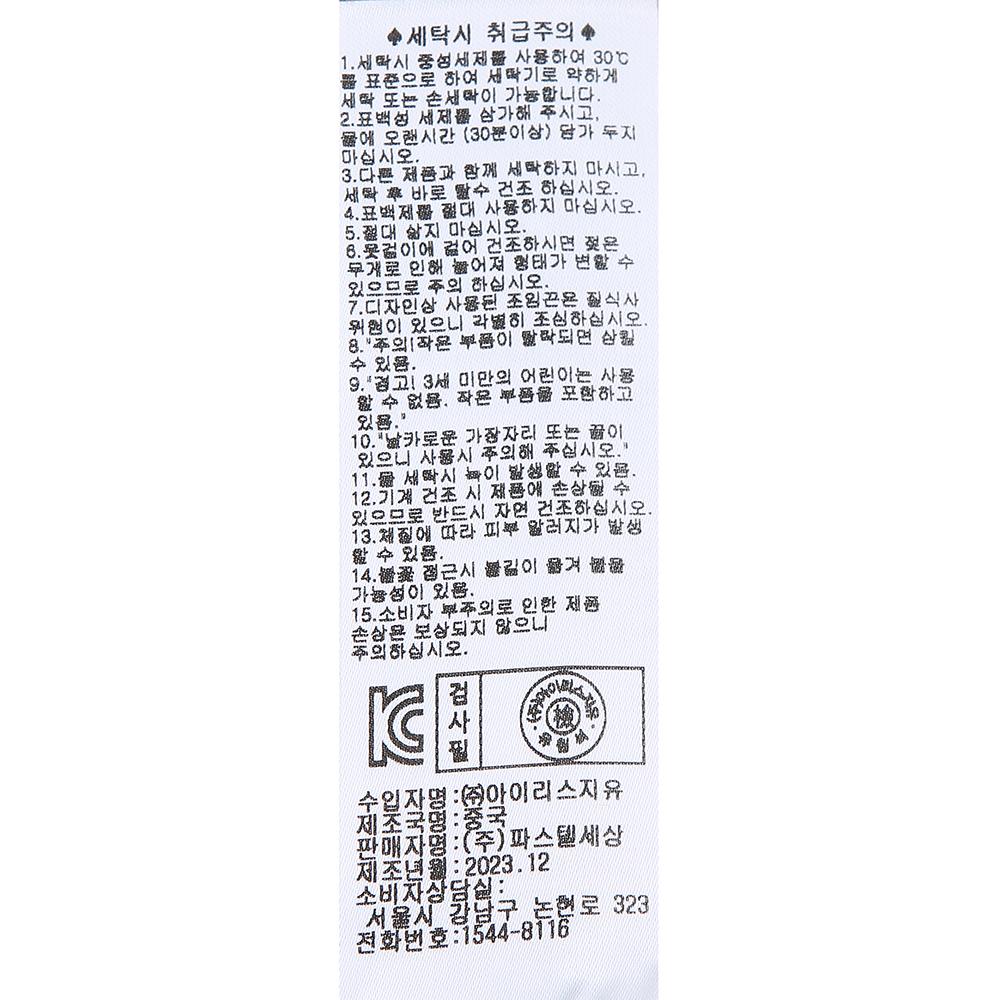 ♠세탁시 취급주의♠
1.세탁시 중성세제를 사용하여 30℃
를 표준으로 하여 세탁기로 약하게
세탁 또는 손세탁이 가능합니다.
2.표백성 세제를 삼가해 주시고,
물에 오랜시간 (30분이상) 담가 두지
마십시오.
3.다른 제품과 함께 세탁하지 마시고,
세탁 후 바로 탈수 건조 하십시오.
4.표백제를 절대 사용하지 마십시오.
5.절대 삶지 마십시오.
6.옷걸이에 걸어 건조하시면 젖은
무게로 인해 늘어져 형태가 변할 수
있으므로 주의 하십시오.
7.디자인상 사용된 조임끈은 질식사
위험이 있으니 각별히 조심하십시오.
8."주의!작은 부품이 탈락되면 삼킬
수 있음.
9."경고! 3세 미만의 어린이는 사용
할 수 없음. 작은 부품을 포함하고
있음."
10."날카로운 가장자리 또는 끝이
있으니 사용시 주의해 주십시오."
11.물 세탁시 녹이 발생할 수 있음.
12.기계 건조 시 제품에 손상될 수
있으므로 반드시 자연 건조하십시오.
13.체질에 따라 피부 알러지가 발생
할 수 있음.
14.불꽃 접근시 불길이 옮겨 붙을
가능성이 있음.
15.소비자 부주의로 인한 제품
손상은 보상되지 않으니
주의하십시오.
KC
검사필
(주)아이리스지유
檢
수입자명:㈜아이리스지유
제조국명:중국
판매자명:(주)파스텔세상
제조년월:2023.12
소비자상담실:
서울시 강남구 논현로 323
전화번호:1544-8116